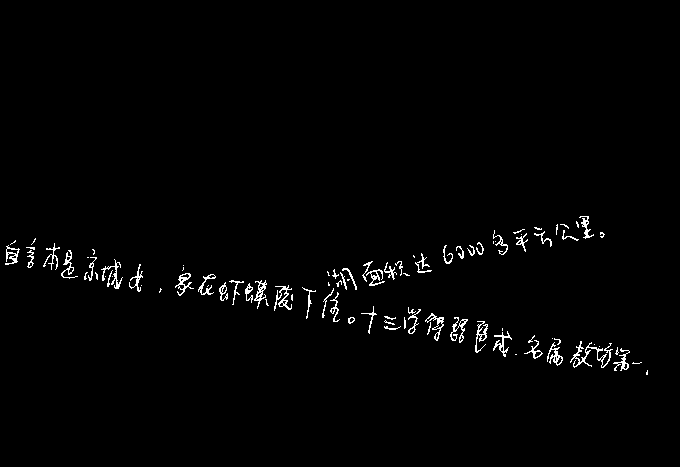 湖面积达6000多平方公里。
自言本是京城女，家在虾蟆陵下住。十三学得琵琶成，名属教坊第一，